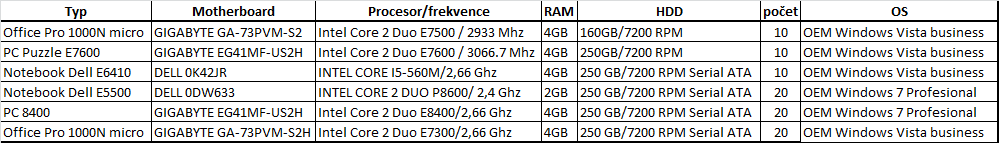 Typ Motherboard Procesor/frekvence RAM HDD počet OS
Office Pro 1000N micro GIGABYTE GA-73PVM-S2 Intel Core 2 Duo E7500 / 2933 Mhz 4GB 160GB/7200 RPM 10 OEM Windows Vista business
PC Puzzle E7600 GIGABYTE EG41MF-US2H Intel Core 2 Duo E7600 / 3066.7 Mhz 4GB 250GB/7200 RPM 10 OEM Windows Vista business
Notebook Dell E6410 DELL 0K42JR INTEL CORE I5-560M/2,66 Ghz 4GB 250 GB/7200 RPM Serial ATA 10 OEM Windows Vista business
Notebook Dell E5500 DELL 0DW633 INTEL CORE 2 DUO P8600/ 2,4 Ghz 2GB 250 GB/7200 RPM Serial ATA 20 OEM Windows 7 Profesional
PC 8400 GIGABYTE EG41MF-US2H Intel Core 2 Duo E8400/2,66 Ghz 4GB 250 GB/7200 RPM Serial ATA 20 OEM Windows 7 Profesional
Office Pro 1000N micro GIGABYTE GA-73PVM-S2H Intel Core 2 Duo E7300/2,66 Ghz 4GB 250 GB/7200 RPM Serial ATA 20 OEM Windows Vista business